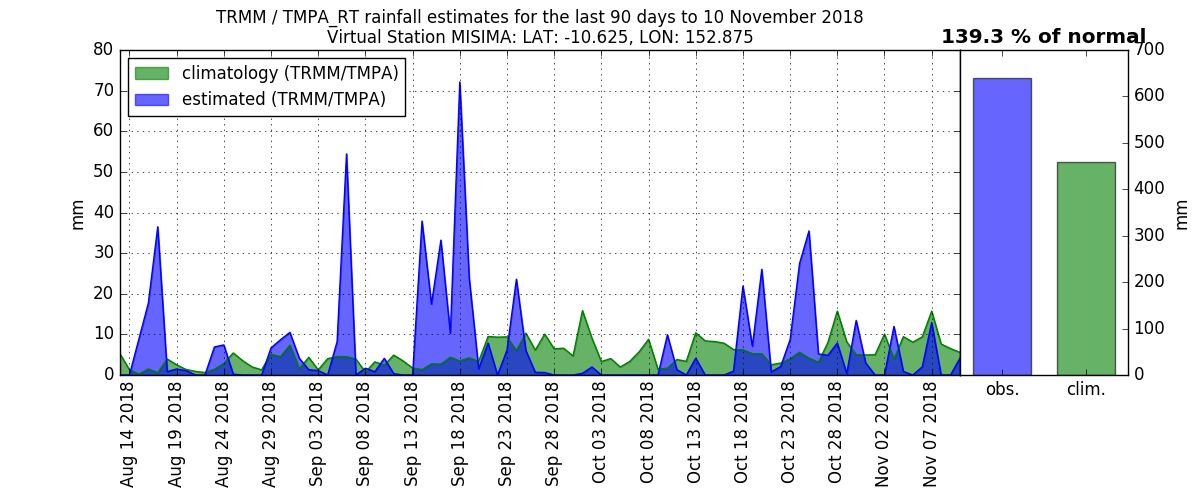 TRMM / TMPA_RT rainfall estimates for the last 90 days to 10 November 2018
Virtual Station MISIMA: LAT: -10.625, LON: 152.875
139.3 % of normal
climatology (TRMM/TMPA)
estimated (TRMM/TMPA)
80
70
60
50
40
30
20
10
0
mm
Aug 14 2018
Aug 19 2018
Aug 24 2018
Aug 29 2018
Sep 03 2018
Sep 08 2018
Sep 13 2018
Sep 18 2018
Sep 23 2018
Sep 28 2018
Oct 03 2018
Oct 08 2018
Oct 13 2018
Oct 18 2018
Oct 23 2018
Oct 28 2018
Nov 02 2018
Nov 07 2018
obs.
clim.
700
600
500
400
300
200
100
0
mm